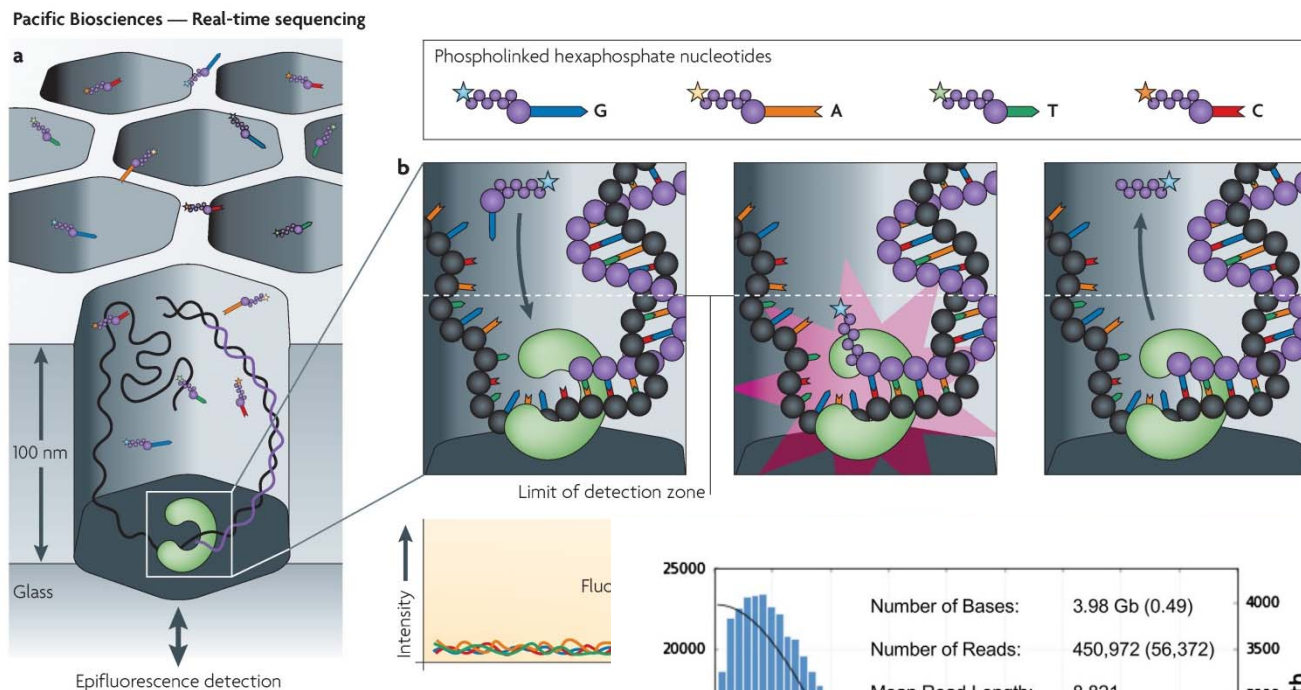 Pacific Biosciences — Real-time sequencing
a
Phospholinked hexaphosphate nucleotides
G
A
T
C
b
100 nm
Limit of detection zone
Glass
Intensity
Fluo
Epifluorescence detection
25000
20000
Number of Bases: 3.98 Gb (0.49)
Number of Reads: 450,972 (56,372)
4000
3500